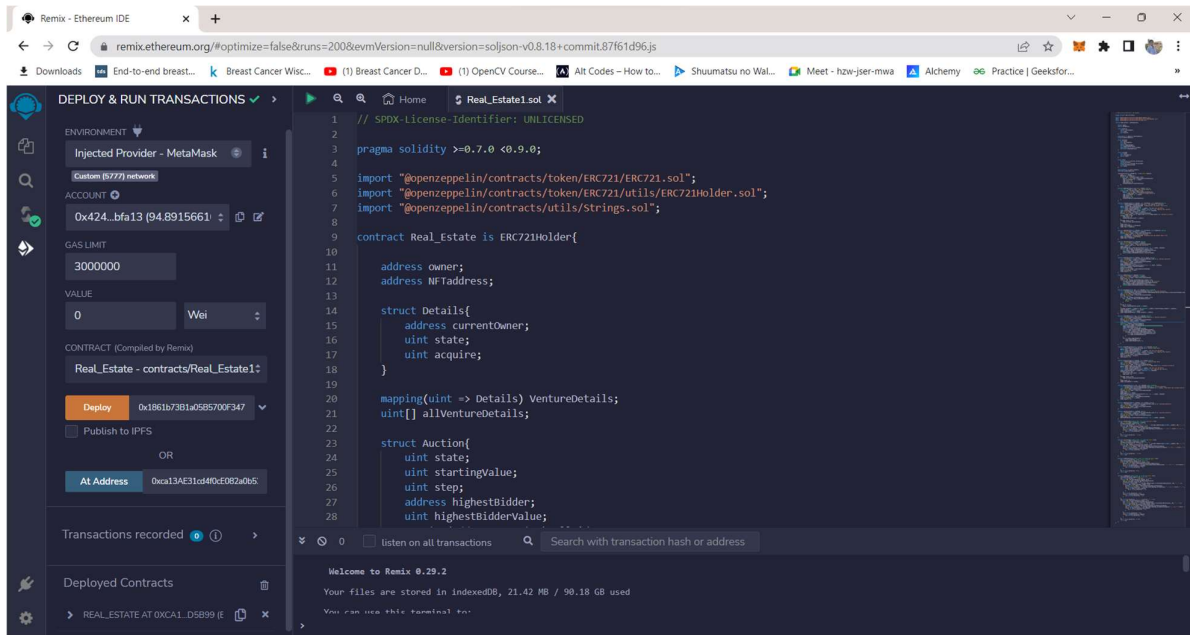 Remix - Ethereum IDE
remix.ethereum.org/#optimize=false&runs=200&evmVersion=null&version=soljson-v0.8.18+commit.87f61d96.js
Downloads
End-to-end breast...
Breast Cancer Wisc...
(1) Breast Cancer D...
(1) OpenCV Course...
Alt Codes – How to...
Shuumatsu no Wal...
Meet - hzw-jser-mwa
Alchemy
Practice | Geeksfor...
DEPLOY & RUN TRANSACTIONS
ENVIRONMENT
Injected Provider - MetaMask
Custom (5777) network
ACCOUNT
0x424...bfa13 (94.8915661
GAS LIMIT
3000000
VALUE
0
Wei
CONTRACT (Compiled by Remix)
Real_Estate - contracts/Real_Estate1
Deploy
0x1861b73B1a05B5700F347
Publish to IPFS
OR
At Address
0xca13AE31cd4f0cE082a0b5
Transactions recorded 0
Deployed Contracts
REAL_ESTATE AT 0XCA1...D5B99 (E
Home
Real_Estate1.sol
1 // SPDX-License-Identifier: UNLICENSED
2
3 pragma solidity >=0.7.0 <0.9.0;
4
5 import "@openzeppelin/contracts/token/ERC721/ERC721.sol";
6 import "@openzeppelin/contracts/token/ERC721/utils/ERC721Holder.sol";
7 import "@openzeppelin/contracts/utils/Strings.sol";
8
9 contract Real_Estate is ERC721Holder{
10
11 address owner;
12 address NFTaddress;
13
14 struct Details{
15 address currentOwner;
16 uint state;
17 uint acquire;
18 }
19
20 mapping(uint => Details) VentureDetails;
21 uint[] allVentureDetails;
22
23 struct Auction{
24 uint state;
25 uint startingValue;
26 uint step;
27 address highestBidder;
28 uint highestBidderValue;
0
listen on all transactions
Search with transaction hash or address
Welcome to Remix 0.29.2
Your files are stored in indexedDB, 21.42 MB / 90.18 GB used
You can use this terminal to:
>